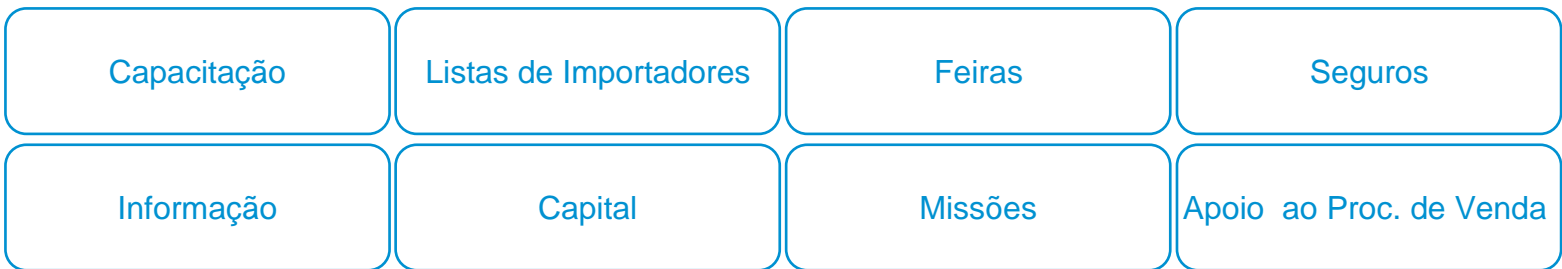 Capacitação
Listas de Importadores
Feiras
Seguros
Informação
Capital
Missões
Apoio  ao Proc. de Venda